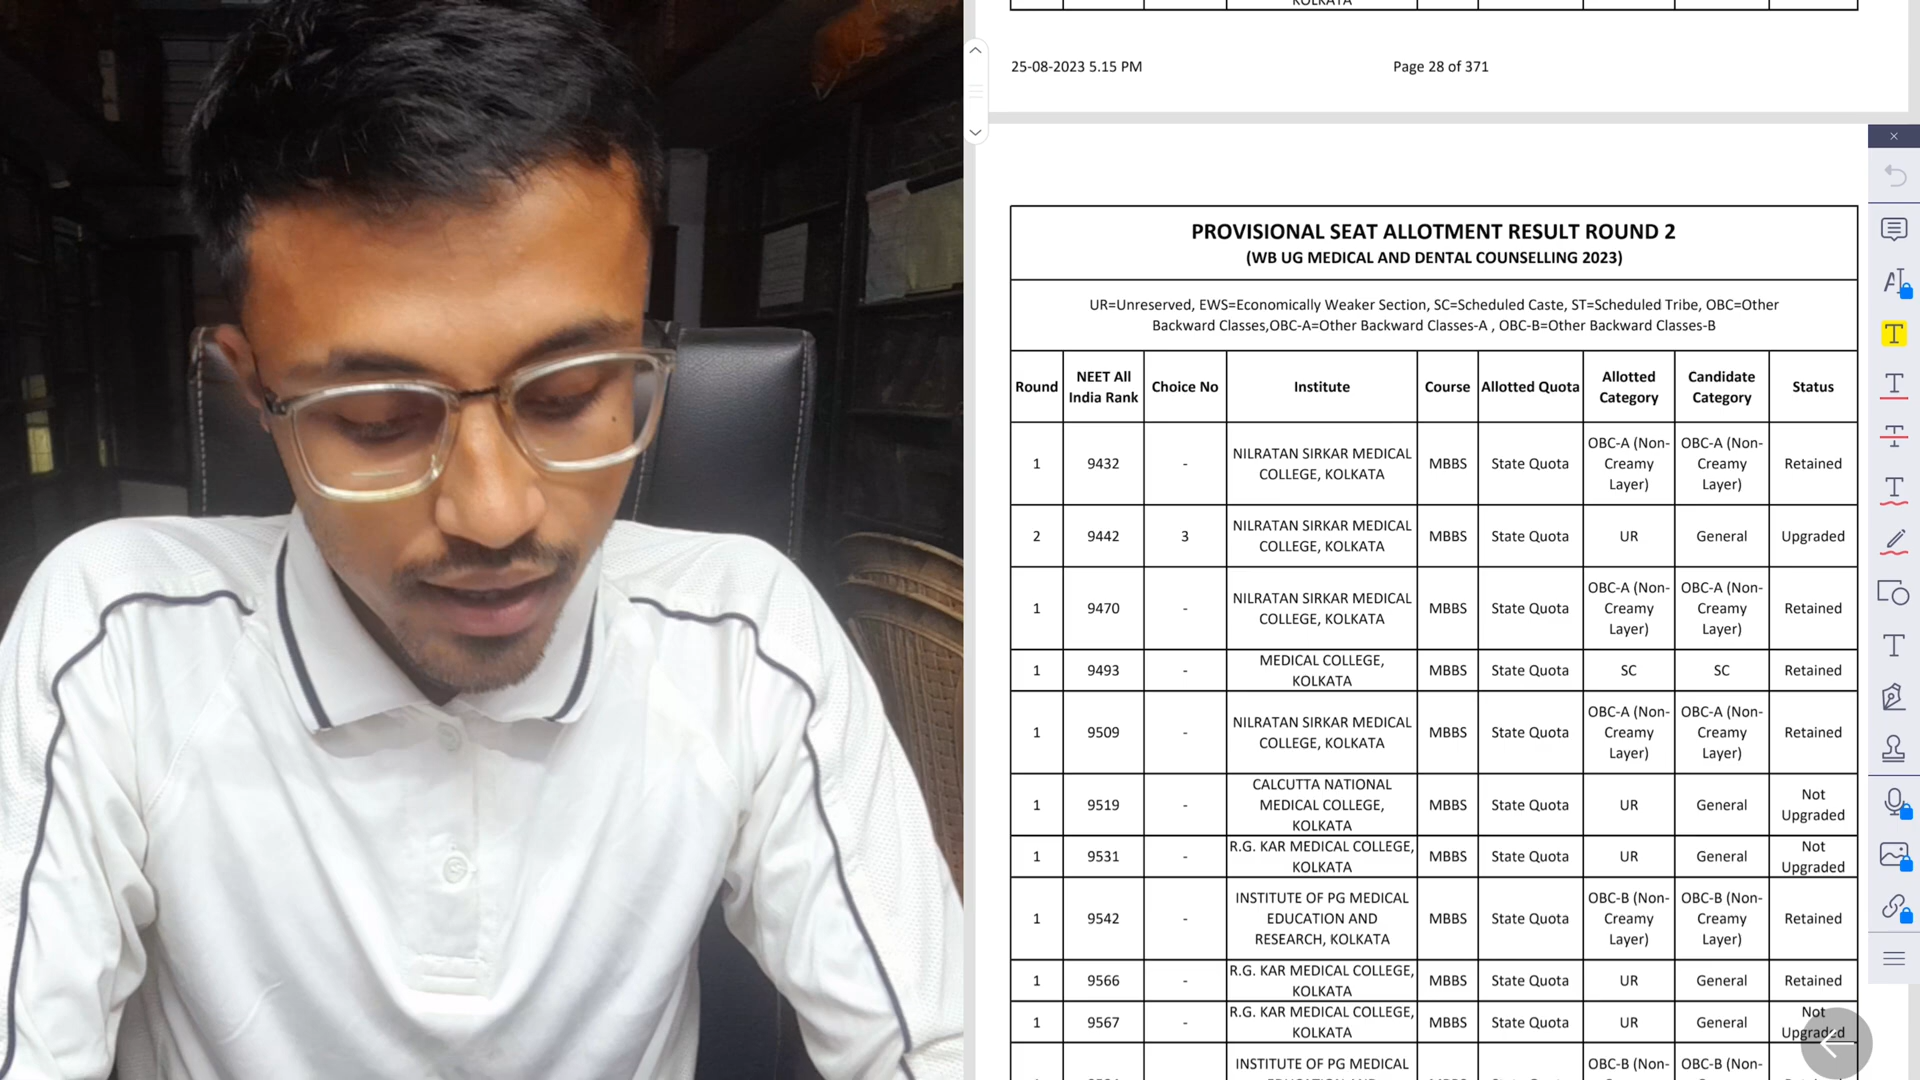 25-08-2023 5.15 PM Page 28 of 371
PROVISIONAL SEAT ALLOTMENT RESULT ROUND 2
(WB UG MEDICAL AND DENTAL COUNSELLING 2023)
UR=Unreserved, EWS=Economically Weaker Section, SC=Scheduled Caste, ST=Scheduled Tribe, OBC=Other
Backward Classes,OBC-A=Other Backward Classes-A , OBC-B=Other Backward Classes-B
Round NEET All India Rank Choice No Institute Course Allotted Quota Allotted Category Candidate Category Status
1 9432 - NILRATAN SIRKAR MEDICAL COLLEGE, KOLKATA MBBS State Quota OBC-A (Non-Creamy Layer) OBC-A (Non-Creamy Layer) Retained
2 9442 3 NILRATAN SIRKAR MEDICAL COLLEGE, KOLKATA MBBS State Quota UR General Upgraded
1 9470 - NILRATAN SIRKAR MEDICAL COLLEGE, KOLKATA MBBS State Quota OBC-A (Non-Creamy Layer) OBC-A (Non-Creamy Layer) Retained
1 9493 - MEDICAL COLLEGE, KOLKATA MBBS State Quota SC SC Retained
1 9509 - NILRATAN SIRKAR MEDICAL COLLEGE, KOLKATA MBBS State Quota OBC-A (Non-Creamy Layer) OBC-A (Non-Creamy Layer) Retained
1 9519 - CALCUTTA NATIONAL MEDICAL COLLEGE, KOLKATA MBBS State Quota UR General Not Upgraded
1 9531 - R.G. KAR MEDICAL COLLEGE, KOLKATA MBBS State Quota UR General Not Upgraded
1 9542 - INSTITUTE OF PG MEDICAL EDUCATION AND RESEARCH, KOLKATA MBBS State Quota OBC-B (Non-Creamy Layer) OBC-B (Non-Creamy Layer) Retained
1 9566 - R.G. KAR MEDICAL COLLEGE, KOLKATA MBBS State Quota UR General Retained
1 9567 - R.G. KAR MEDICAL COLLEGE, KOLKATA MBBS State Quota UR General Not Upgraded
INSTITUTE OF PG MEDICAL OBC-B (Non- OBC-B (Non-